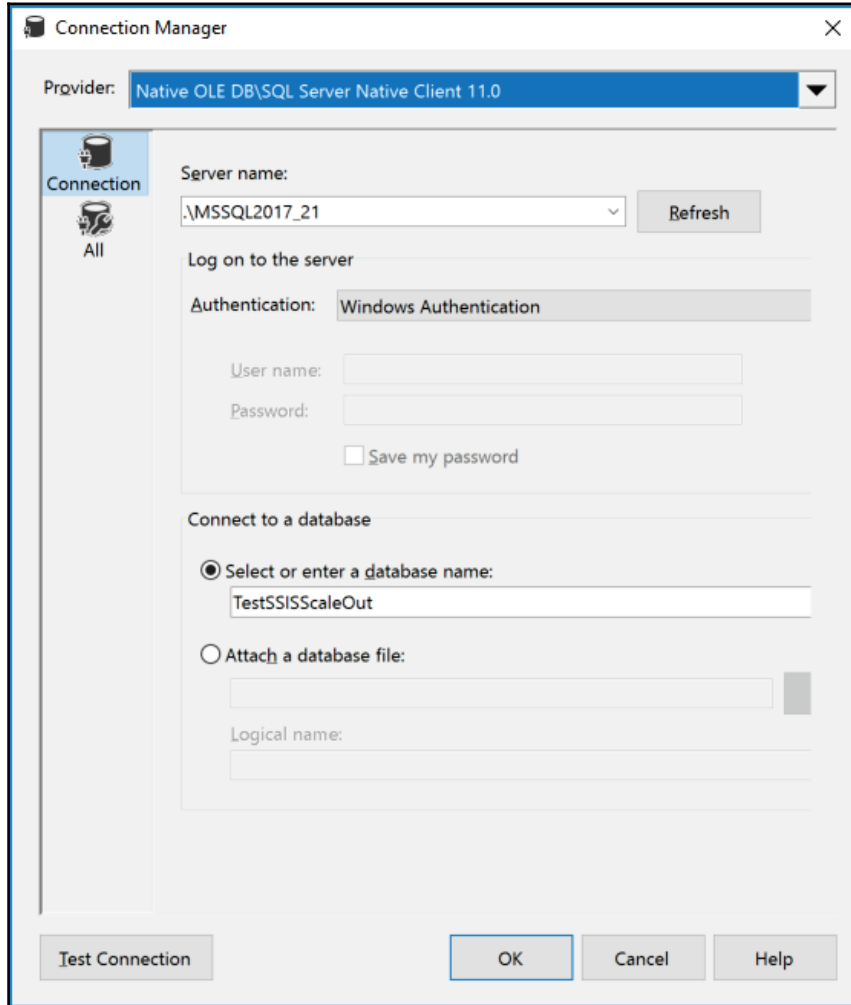 Connection Manager
Provider: Native OLE DB\SQL Server Native Client 11.0
Connection
All
Server name:
.\MSSQL2017_21
Refresh
Log on to the server
Authentication: Windows Authentication
User name:
Password:
Save my password
Connect to a database
Select or enter a database name:
TestSSISScaleOut
Attach a database file:
Logical name:
Test Connection OK Cancel Help